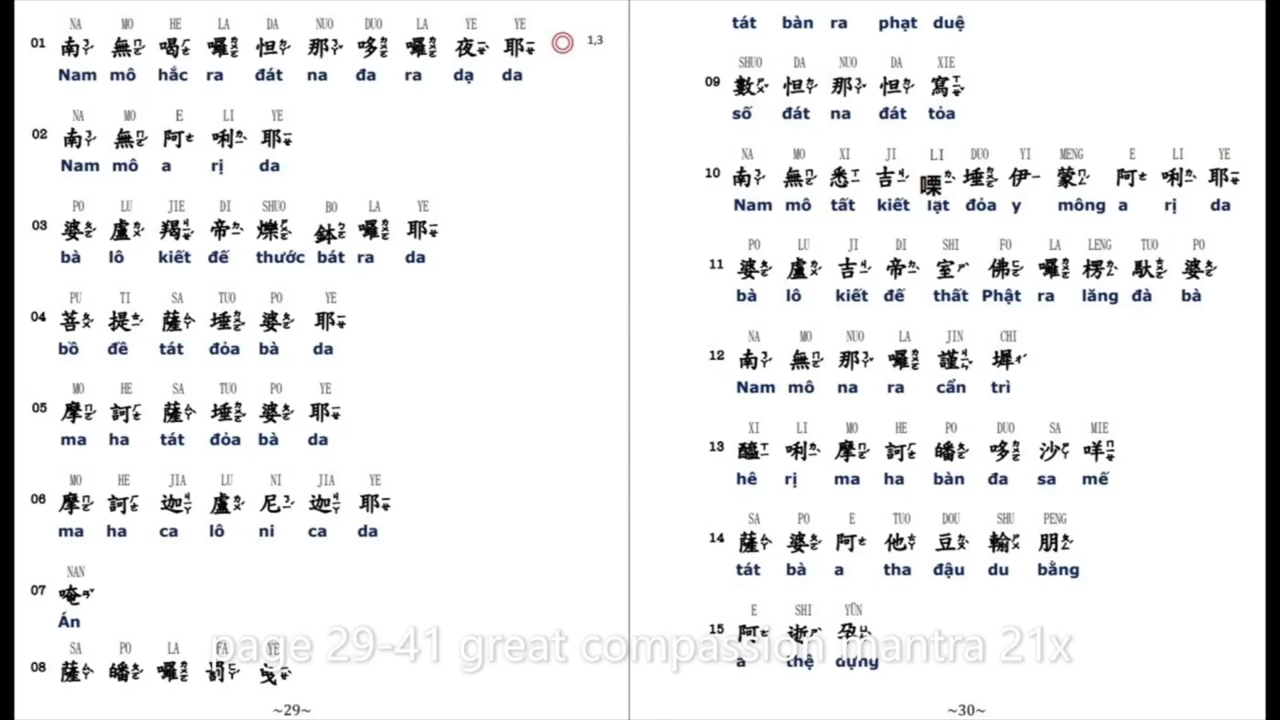 NA MO HE LA DA NUO DUO LA YE YE
01 南 無 喝 囉 怛 那 哆 囉 夜 耶 1,3
Nam mô hắc ra đát na đa ra dạ da
NA MO E LI YE
02 南 無 阿 唎 耶
Nam mô a rị da
PO LU JIE DI SHUO BO LA YE
03 婆 盧 羯 帝 爍 鉢 囉 耶
bà lô kiết đế thước bát ra da
PU TI SA TUO PO YE
04 菩 提 薩 埵 婆 耶
bồ đề tát đỏa bà da
MO HE SA TUO PO YE
05 摩 訶 薩 埵 婆 耶
ma ha tát đỏa bà da
MO HE JIA LU NI JIA YE
06 摩 訶 迦 盧 尼 迦 耶
ma ha ca lô ni ca da
NAN
07 唵
Án
SA PO LA FA YE
08 薩 皤 囉 罰 曳
~29~
tát bàn ra phạt duệ
SHUO DA NUO DA XIE
09 數 怛 那 怛 寫
số đát na đát tỏa
NA MO XI JI LI DUO YI MENG E LI YE
10 南 無 悉 吉 㗚 埵 伊 蒙 阿 唎 耶
Nam mô tất kiết lạt đỏa y mông a rị da
PO LU JI DI SHI FO LA LENG TUO PO
11 婆 盧 吉 帝 室 佛 囉 楞 馱 婆
bà lô kiết đế thất Phật ra lăng đà bà
NA MO NUO LA JIN CHI
12 南 無 那 囉 謹 墀
Nam mô na ra cẩn trì
XI LI MO HE PO DUO SA MIE
13 醯 唎 摩 訶 皤 哆 沙 咩
hê rị ma ha bàn đa sa mế
SA PO E TUO DOU SHU PENG
14 薩 婆 阿 他 豆 輸 朋
tát bà a tha đậu du bằng
E SHI YÜN
15 阿 逝 孕
a thệ dựng
~30~
page 29-41 great compassion mantra 21x